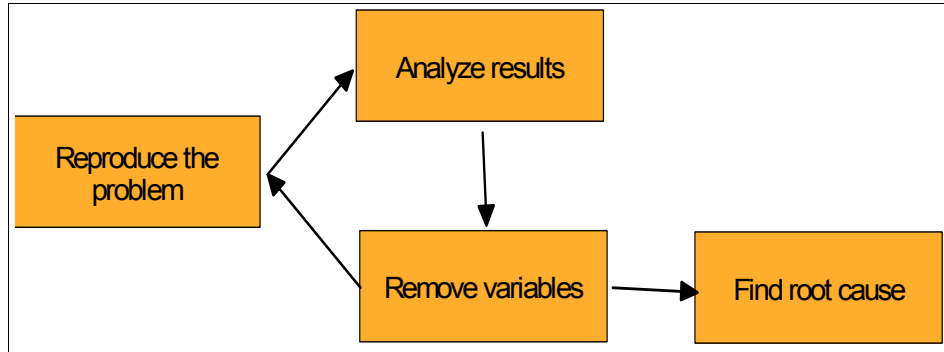 Analyze results
Reproduce the
problem
Remove variables
Find root cause